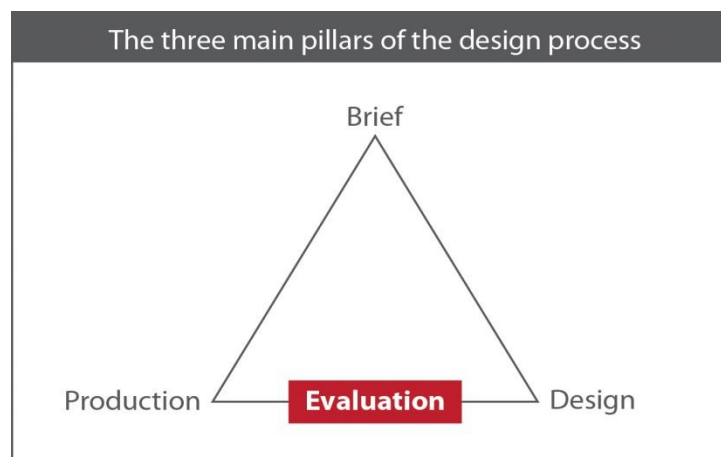 The three main pillars of the design process
Brief
Production
Evaluation
Design